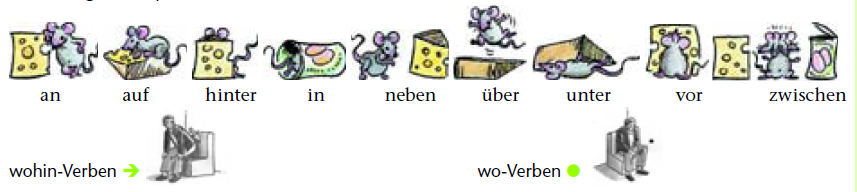 an auf hinter in neben über unter vor zwischen
wohin-Verben → wo-Verben ●